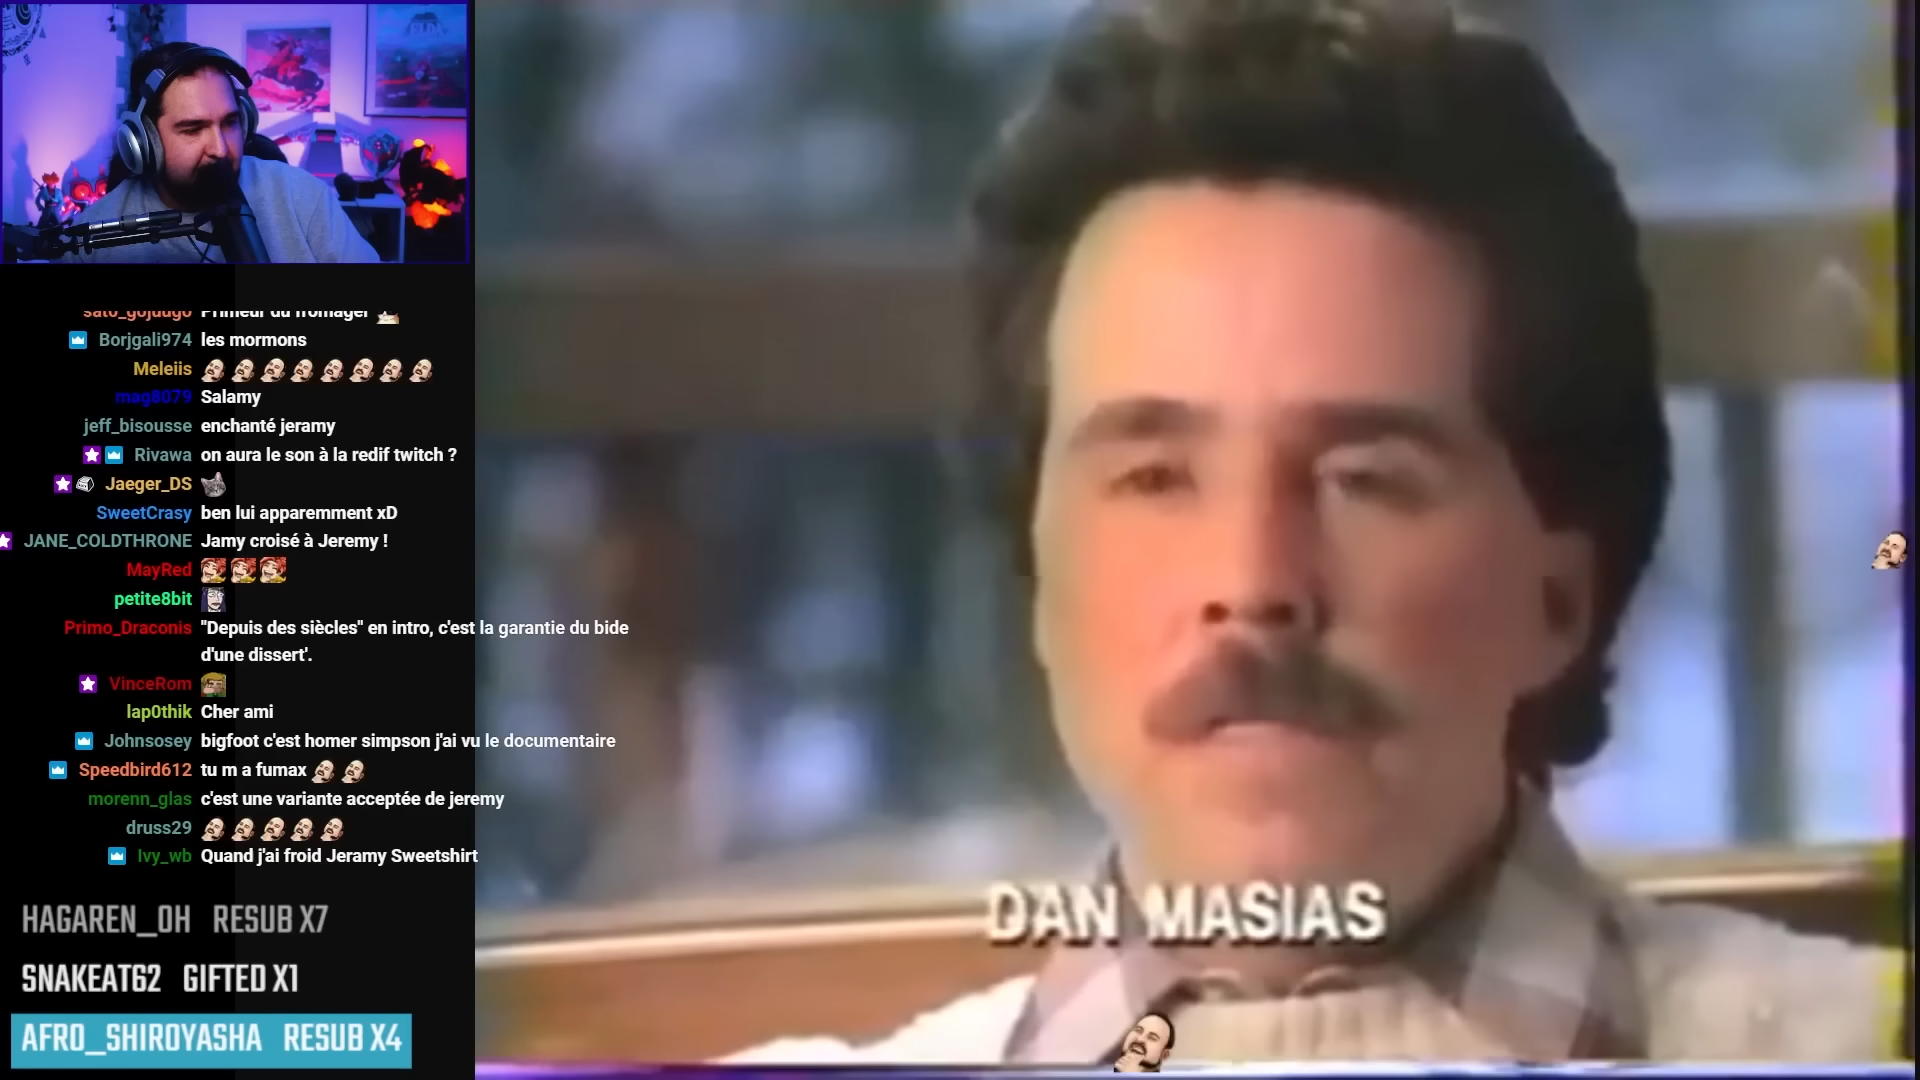 sato_gojuugo Primeur du fromager
Borjgali974 les mormons
Meleiis
mag8079 Salamy
jeff_bisousse enchanté jeramy
Rivawa on aura le son à la redif twitch ?
Jaeger_DS
SweetCrasy ben lui apparemment xD
JANE_COLDTHRONE Jamy croisé à Jeremy !
MayRed
petite8bit
Primo_Draconis "Depuis des siècles" en intro, c'est la garantie du bide
d'une dissert'.
VinceRom
lap0thik Cher ami
Johnsosey bigfoot c'est homer simpson j'ai vu le documentaire
Speedbird612 tu m a fumax
morenn_glas c'est une variante acceptée de jeremy
druss29
Ivy_wb Quand j'ai froid Jeramy Sweetshirt
HAGAREN_OH RESUB X7
SNAKEAT62 GIFTED X1
AFRO_SHIROYASHA RESUB X4
DAN MASIAS